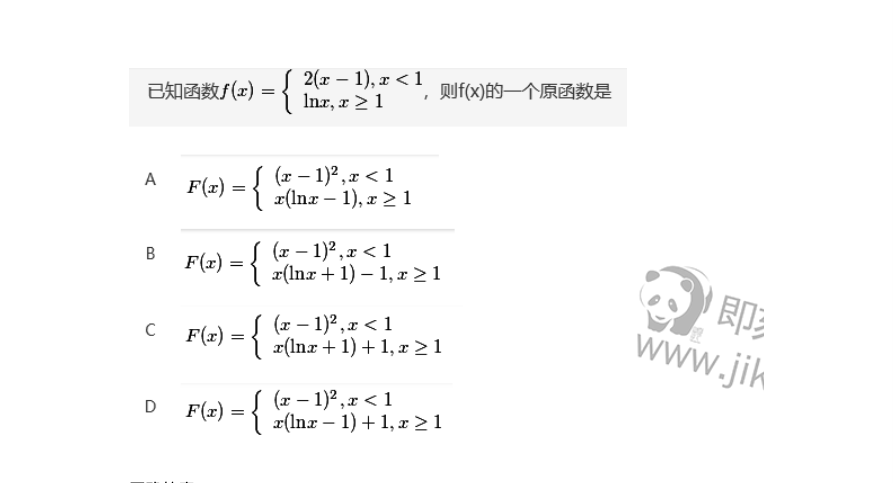 已知函数f(x) = { 2(x − 1), x < 1
lnx, x ≥ 1 ，则f(x)的一个原函数是
A F(x) = { (x − 1)², x < 1
x(lnx − 1), x ≥ 1
B F(x) = { (x − 1)², x < 1
x(lnx + 1) − 1, x ≥ 1
C F(x) = { (x − 1)², x < 1
x(lnx + 1) + 1, x ≥ 1
D F(x) = { (x − 1)², x < 1
x(lnx − 1) + 1, x ≥ 1
即
www.jik